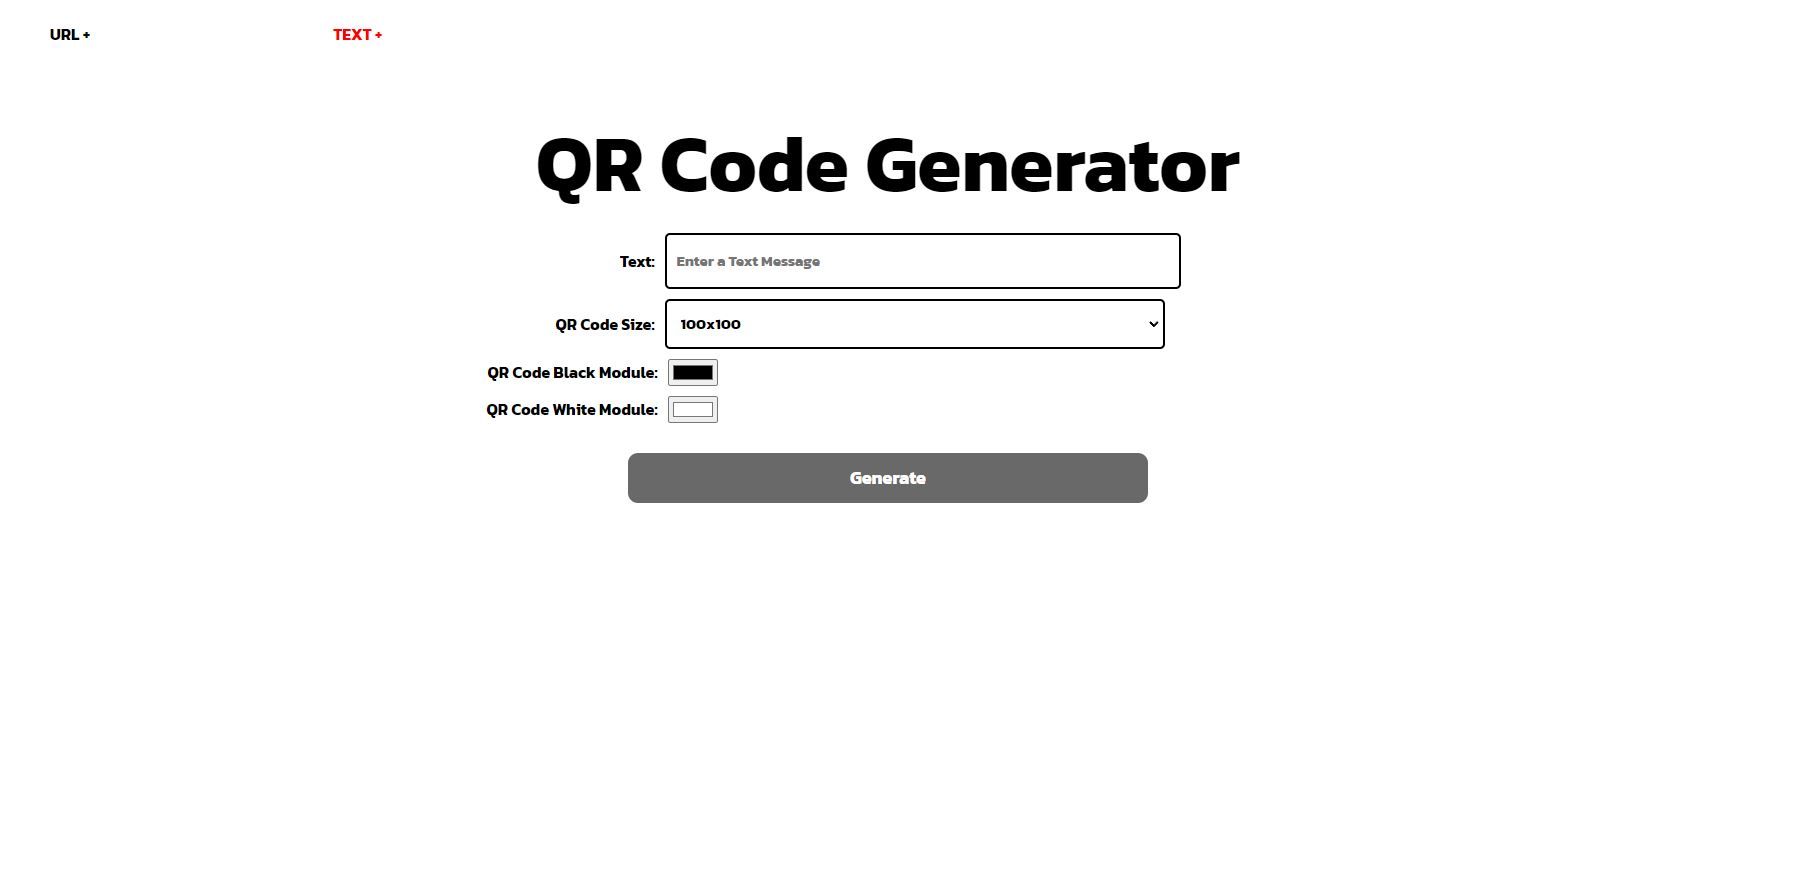 URL +
TEXT +
QR Code Generator
Text: Enter a Text Message
QR Code Size: 100x100
QR Code Black Module:
QR Code White Module:
Generate